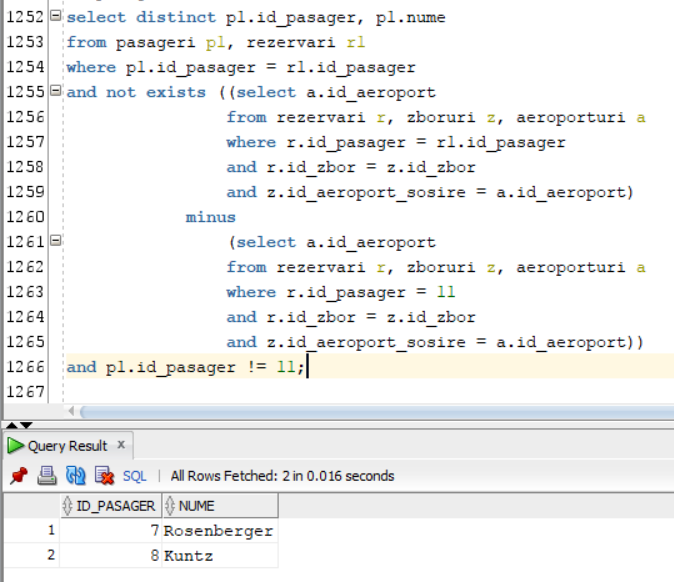 1252 select distinct p1.id_pasager, p1.nume
1253 from pasageri p1, rezervari r1
1254 where p1.id_pasager = r1.id_pasager
1255 and not exists ((select a.id_aeroport
1256 from rezervari r, zboruri z, aeroporturi a
1257 where r.id_pasager = r1.id_pasager
1258 and r.id_zbor = z.id_zbor
1259 and z.id_aeroport_sosire = a.id_aeroport)
1260 minus
1261 (select a.id_aeroport
1262 from rezervari r, zboruri z, aeroporturi a
1263 where r.id_pasager = 11
1264 and r.id_zbor = z.id_zbor
1265 and z.id_aeroport_sosire = a.id_aeroport))
1266 and p1.id_pasager != 11;
1267
Query Result x
SQL | All Rows Fetched: 2 in 0.016 seconds
ID_PASAGER NUME
1 7 Rosenberger
2 8 Kuntz